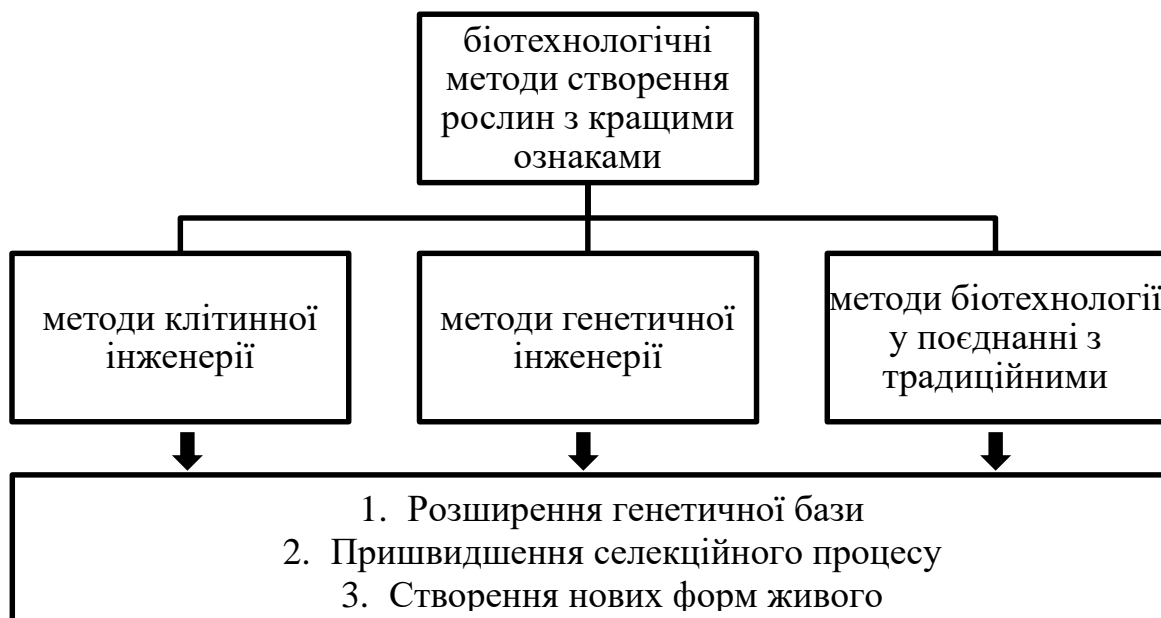 біотехнологічні
методи створення
рослин з кращими
ознаками
методи клітинної
інженерії
методи генетичної
інженерії
методи біотехнології
у поєднанні з
традиційними
1. Розширення генетичної бази
2. Пришвидшення селекційного процесу
3. Створення нових форм живого